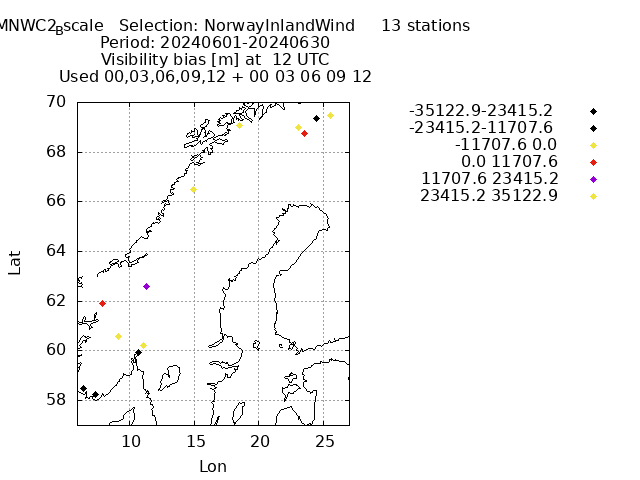 MNWC2Bscale Selection: NorwayInlandWind 13 stations
Period: 20240601-20240630
Visibility bias [m] at 12 UTC
Used 00,03,06,09,12 + 00 03 06 09 12
-35122.9-23415.2
-23415.2-11707.6
-11707.6 0.0
0.0 11707.6
11707.6 23415.2
23415.2 35122.9
70
68
66
64
62
60
58
Lat
10 15 20 25
Lon